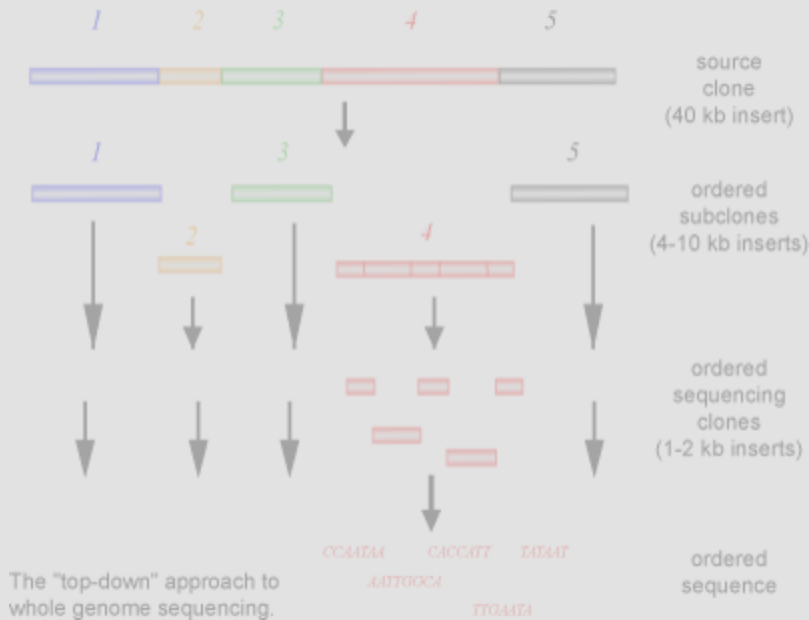 1 2 3 4 5
source
clone
(40 kb insert)
1 3 5
ordered
subclones
(4-10 kb inserts)
2 4
ordered
sequencing
clones
(1-2 kb inserts)
CCAATAA CACCATT TATAAT
AATTGGCA
TTGAATA
ordered
sequence
The "top-down" approach to
whole genome sequencing.